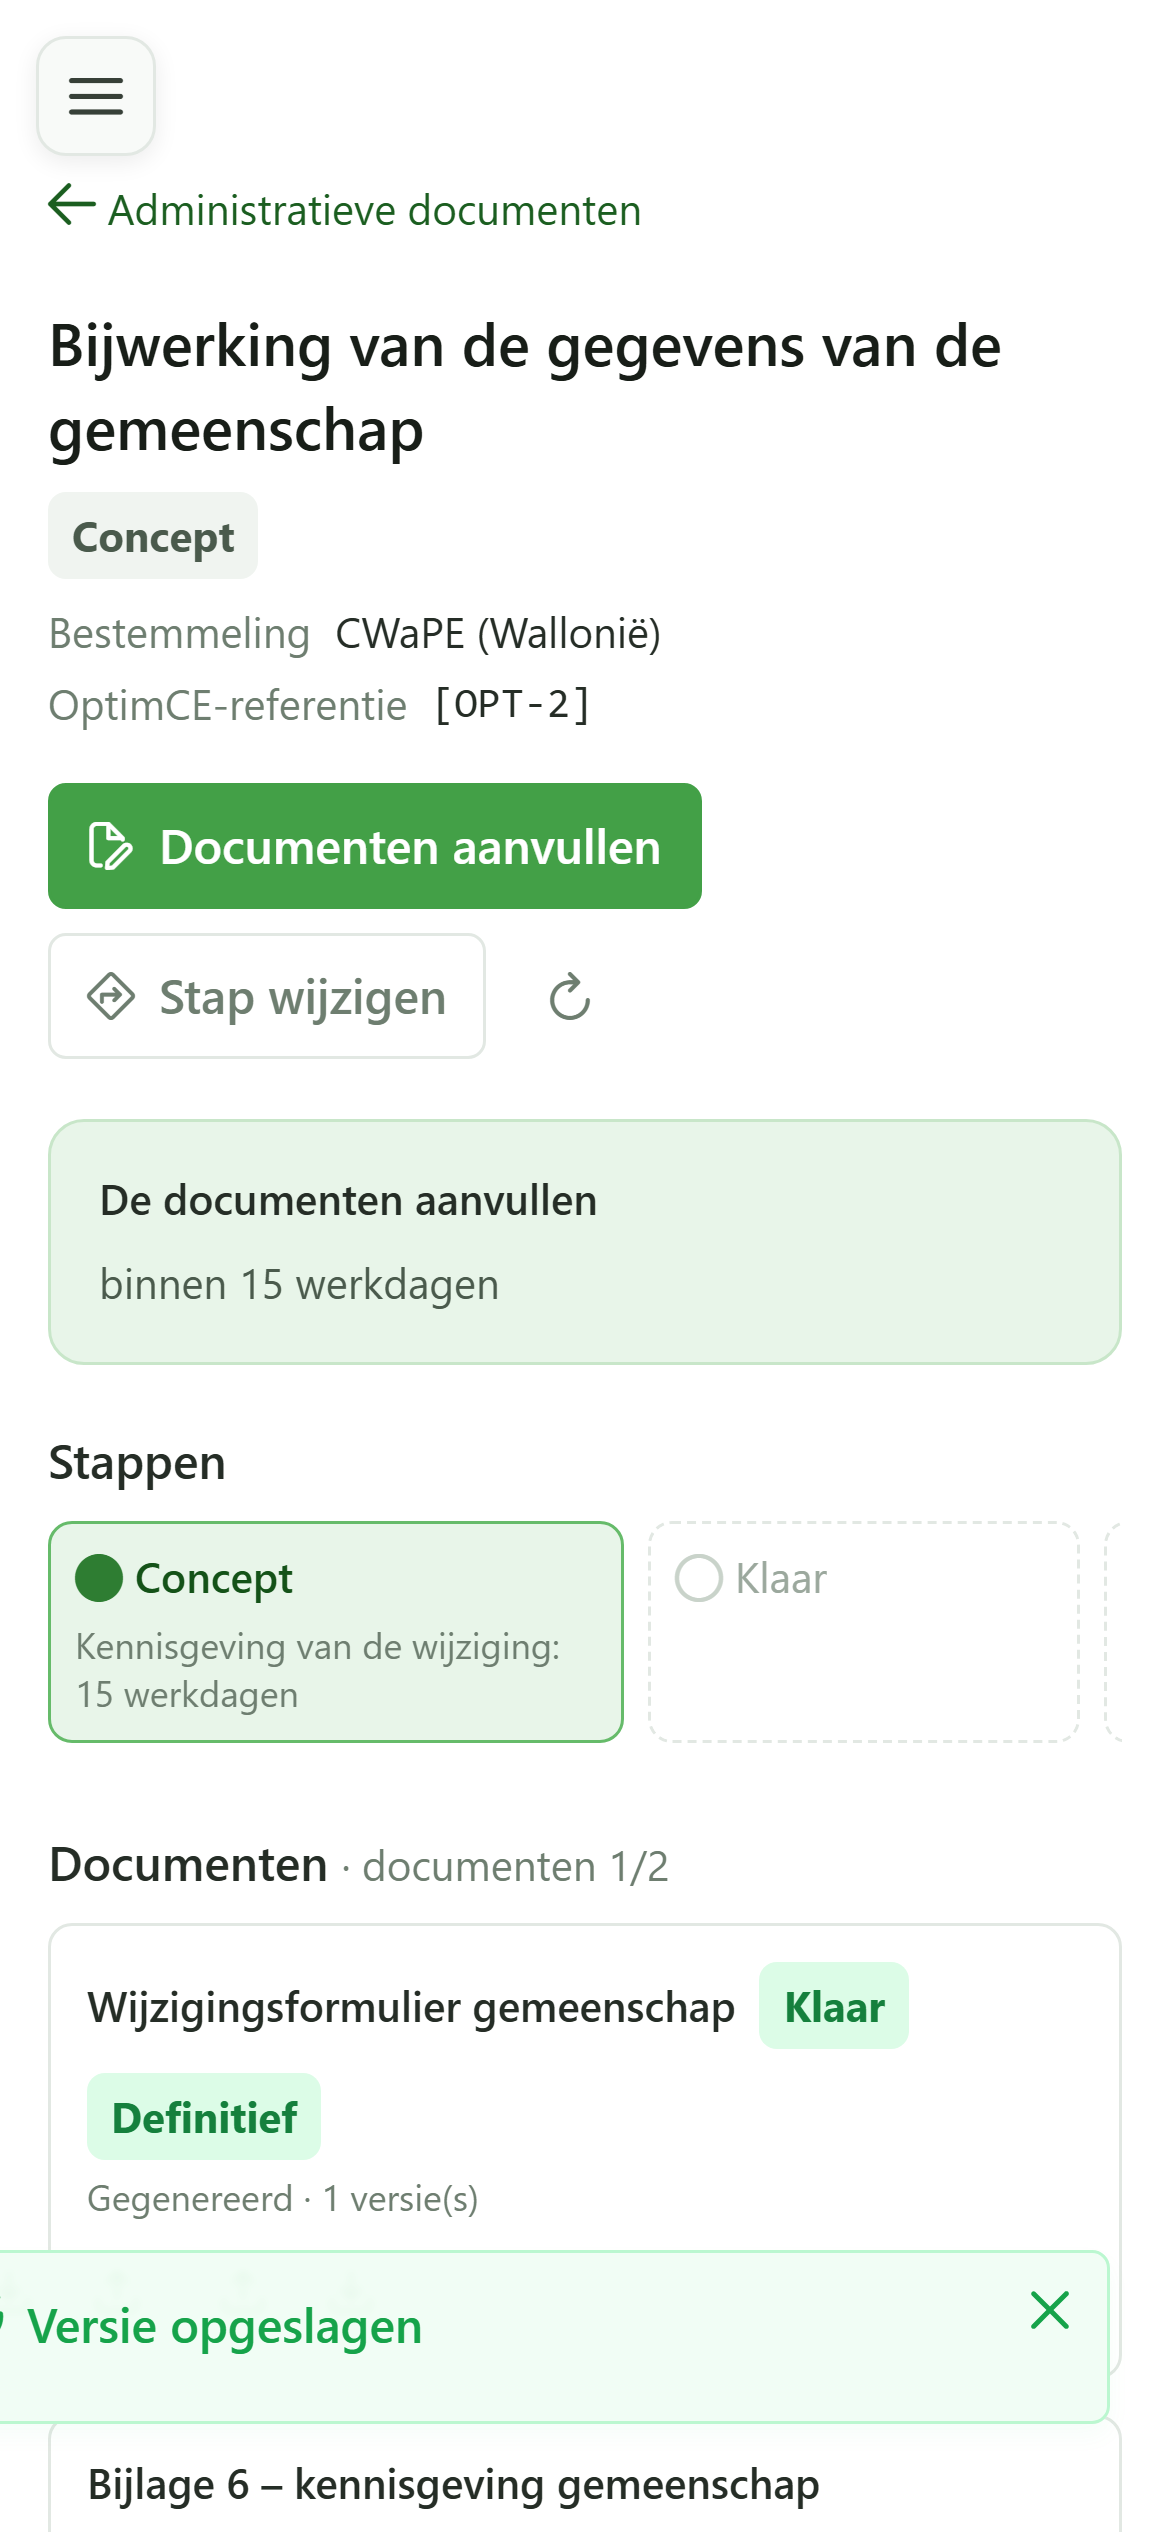 Administratieve documenten
Bijwerking van de gegevens van de
gemeenschap
Concept
Bestemmeling CWaPE (Wallonië)
OptimCE-referentie [OPT-2]
Documenten aanvullen
Stap wijzigen
De documenten aanvullen
binnen 15 werkdagen
Stappen
Concept
Kennisgeving van de wijziging:
15 werkdagen
Klaar
Documenten · documenten 1/2
Wijzigingsformulier gemeenschap Klaar
Definitief
Gegenereerd · 1 versie(s)
Versie opgeslagen
Bijlage 6 – kennisgeving gemeenschap